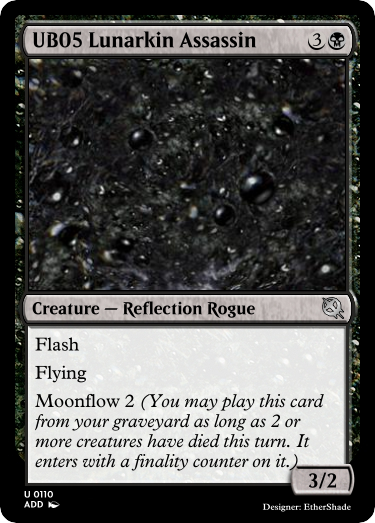 UB05 Lunarkin Assassin 3
Creature — Reflection Rogue
Flash
Flying
Moonflow 2 (You may play this card
from your graveyard as long as 2 or
more creatures have died this turn. It
enters with a finality counter on it.)
3/2
U 0110
ADD
Designer: EtherShade